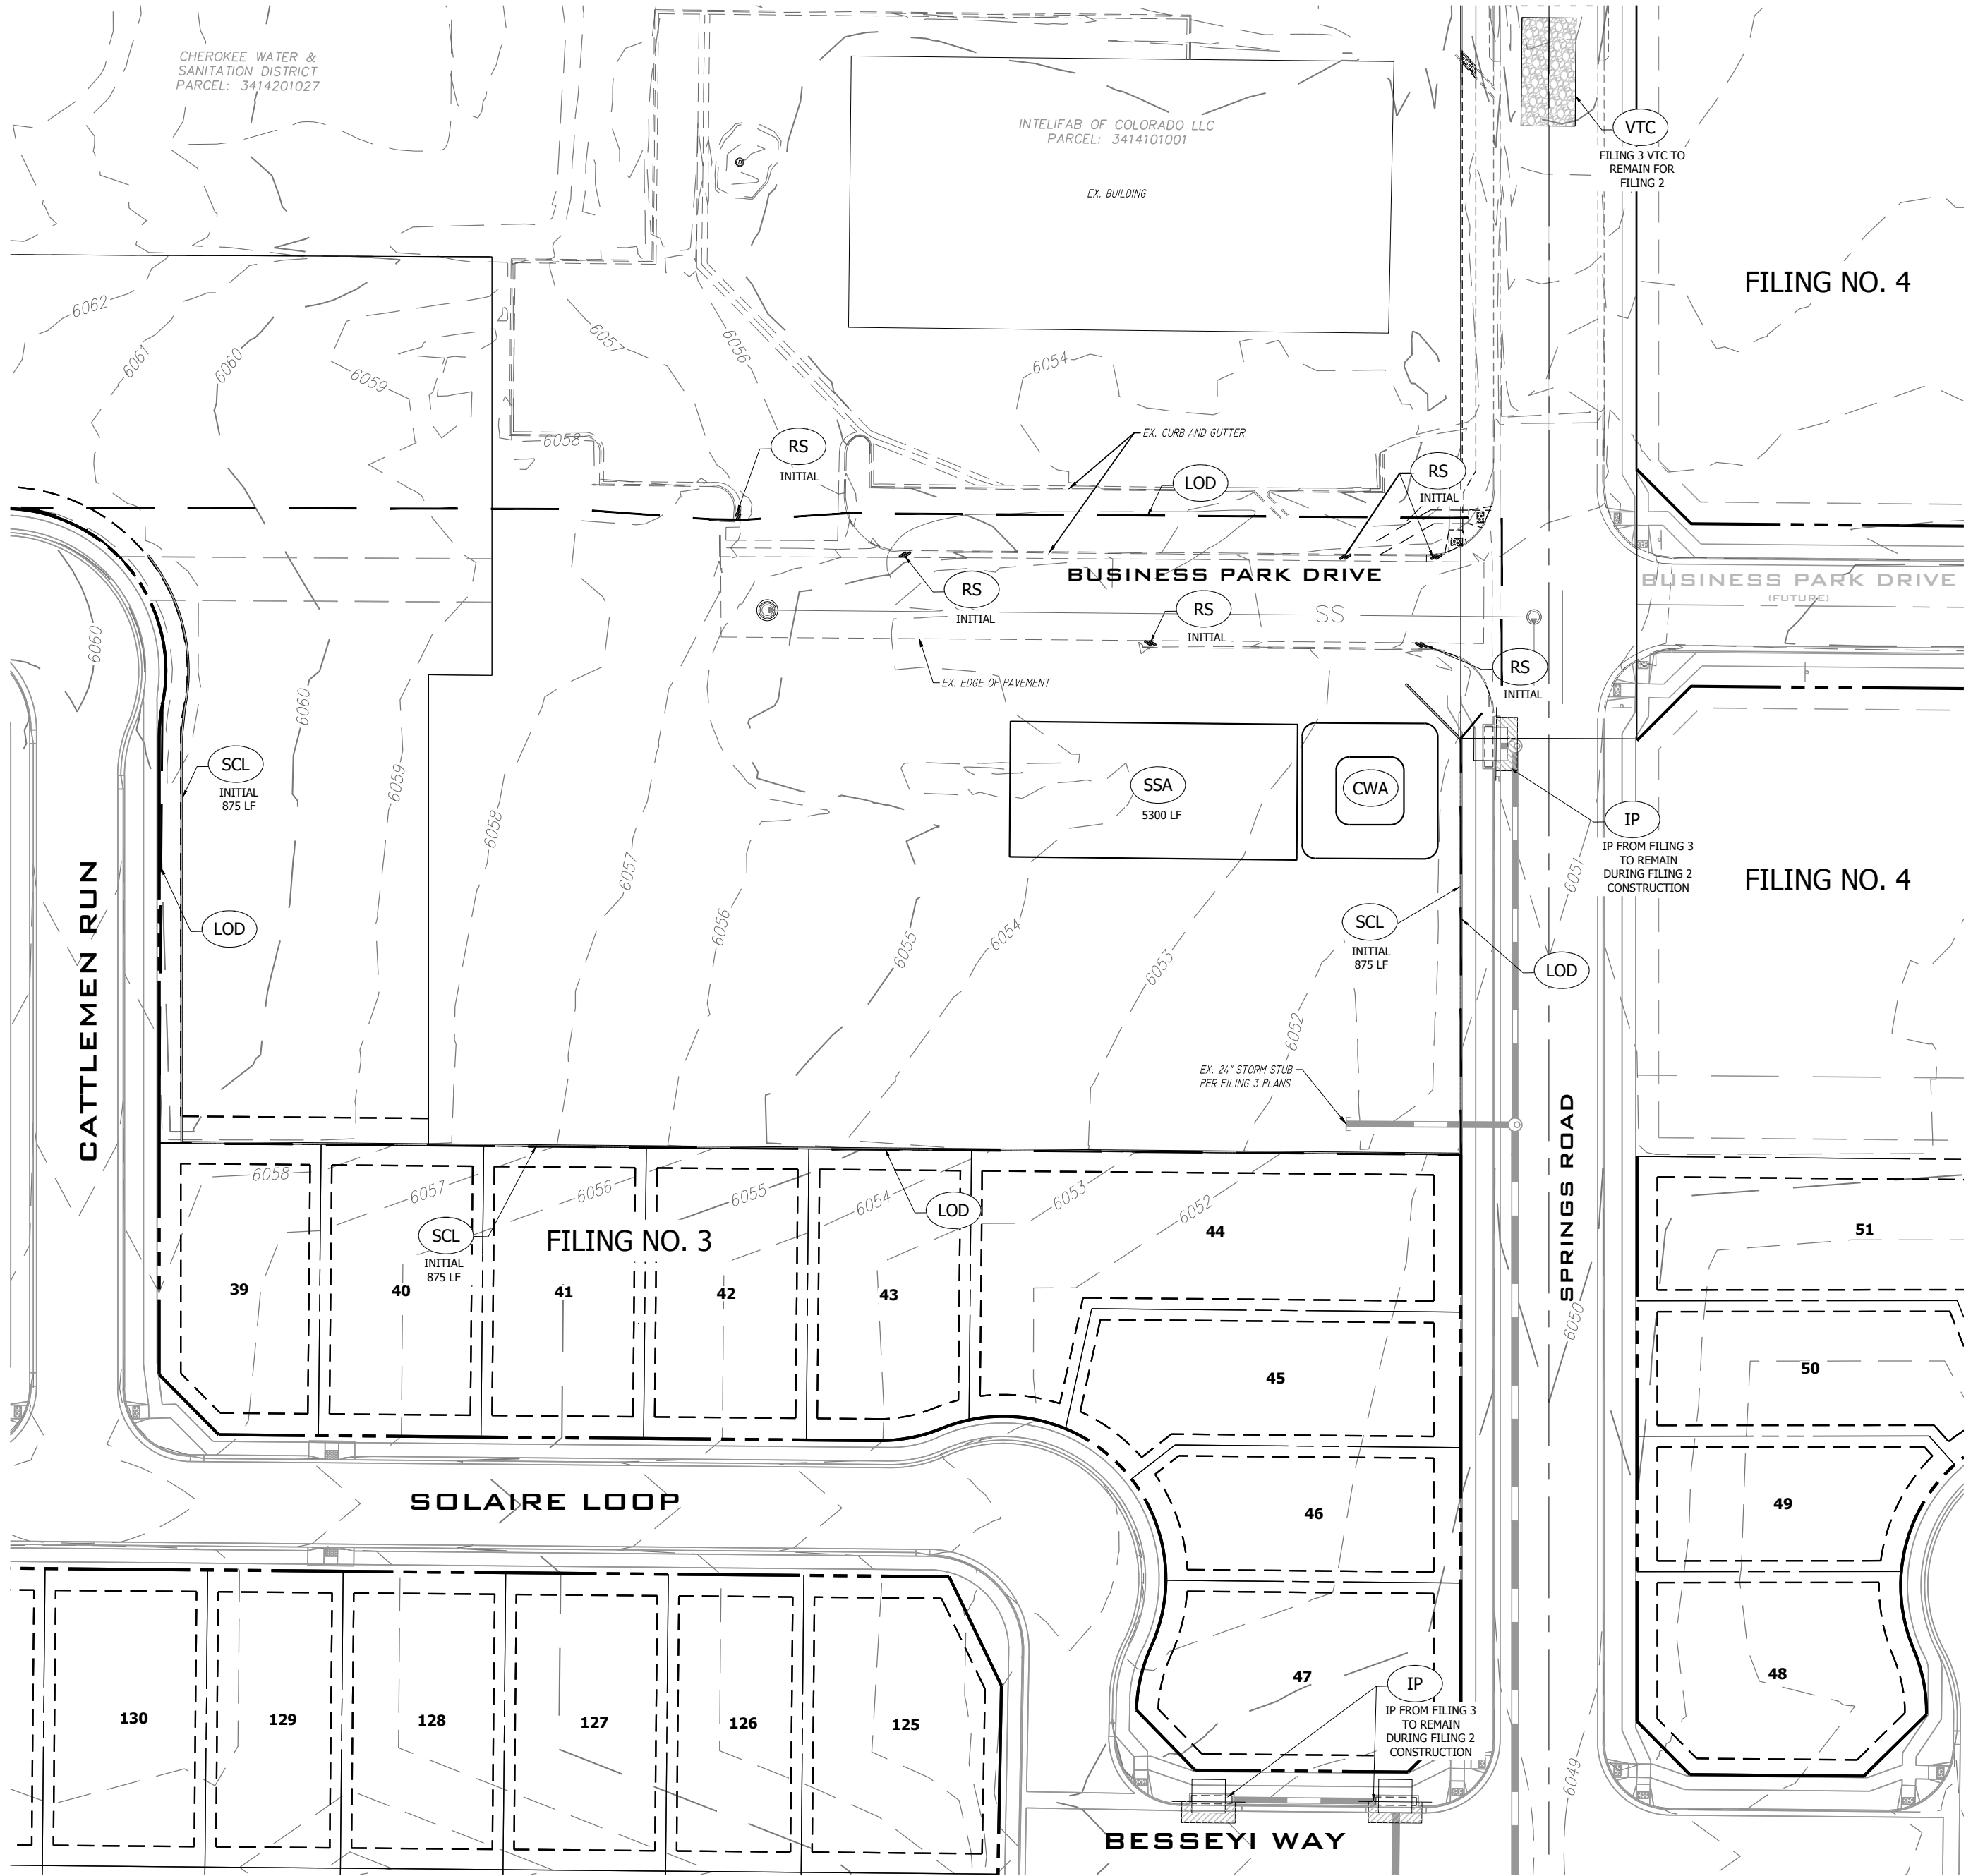 CHEROKEE WATER &
SANITATION DISTRICT
PARCEL: 3414201027
INTELIFAB OF COLORADO LLC
PARCEL: 3414101001
EX. BUILDING
VTC
FILING 3 VTC TO
REMAIN FOR
FILING 2
FILING NO. 4
6062
6061
6060
6059
6057
6056
6054
6058
RS
INITIAL
EX. CURB AND GUTTER
LOD
RS
INITIAL
BUSINESS PARK DRIVE
BUSINESS PARK DRIVE
(FUTURE)
RS
INITIAL
RS
INITIAL
SS
RS
INITIAL
EX. EDGE OF PAVEMENT
6060
6060
6059
6058
6057
6056
6055
6054
6053
6052
6051
SCL
INITIAL
875 LF
SSA
5300 LF
CWA
IP
IP FROM FILING 3
TO REMAIN
DURING FILING 2
CONSTRUCTION
FILING NO. 4
CATTLEMEN RUN
LOD
SCL
INITIAL
875 LF
LOD
EX. 24" STORM STUB
PER FILING 3 PLANS
SPRINGS ROAD
6058
6057
6056
6055
6054
6053
6052
6050
SCL
INITIAL
875 LF
FILING NO. 3
LOD
39
40
41
42
43
44
45
46
47
51
50
49
48
SOLAIRE LOOP
130
129
128
127
126
125
IP
IP FROM FILING 3
TO REMAIN
DURING FILING 2
CONSTRUCTION
6049
BESSEYI WAY